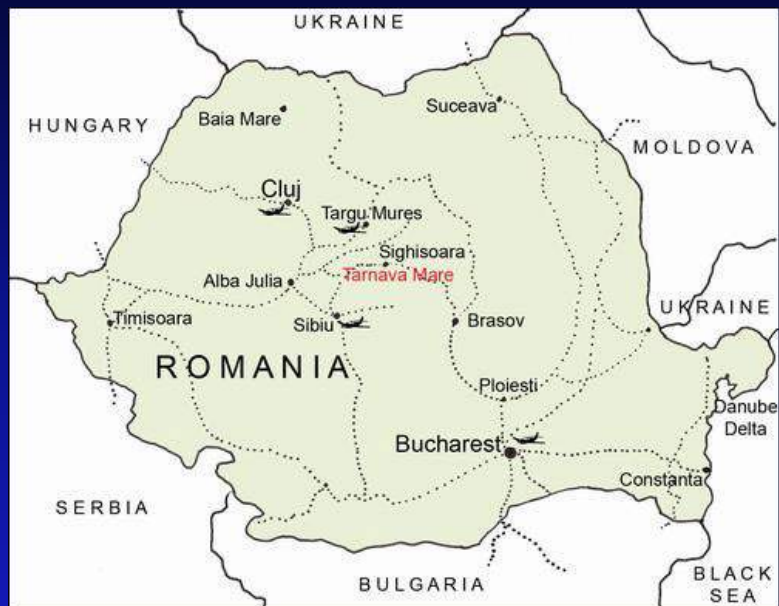 UKRAINE
Suceava
Baia Mare
HUNGARY
MOLDOVA
Cluj
Targu Mures
Sighisoara
Tarnava Mare
Alba Julia
UKRAINE
Timisoara
Sibiu
Brasov
ROMANIA
Ploiesti
Danube
Delta
Bucharest
Constanta
SERBIA
BLACK
SEA
BULGARIA